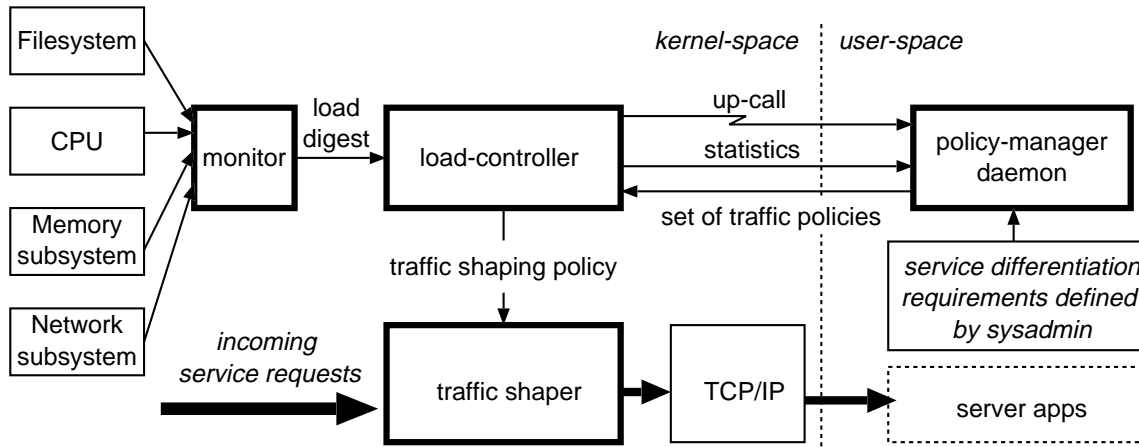 Filesystem
kernel-space
user-space
CPU
monitor
load
digest
load-controller
up-call
statistics
set of traffic policies
policy-manager
daemon
Memory
subsystem
traffic shaping policy
service differentiation
requirements defined
by sysadmin
Network
subsystem
incoming
service requests
traffic shaper
TCP/IP
server apps